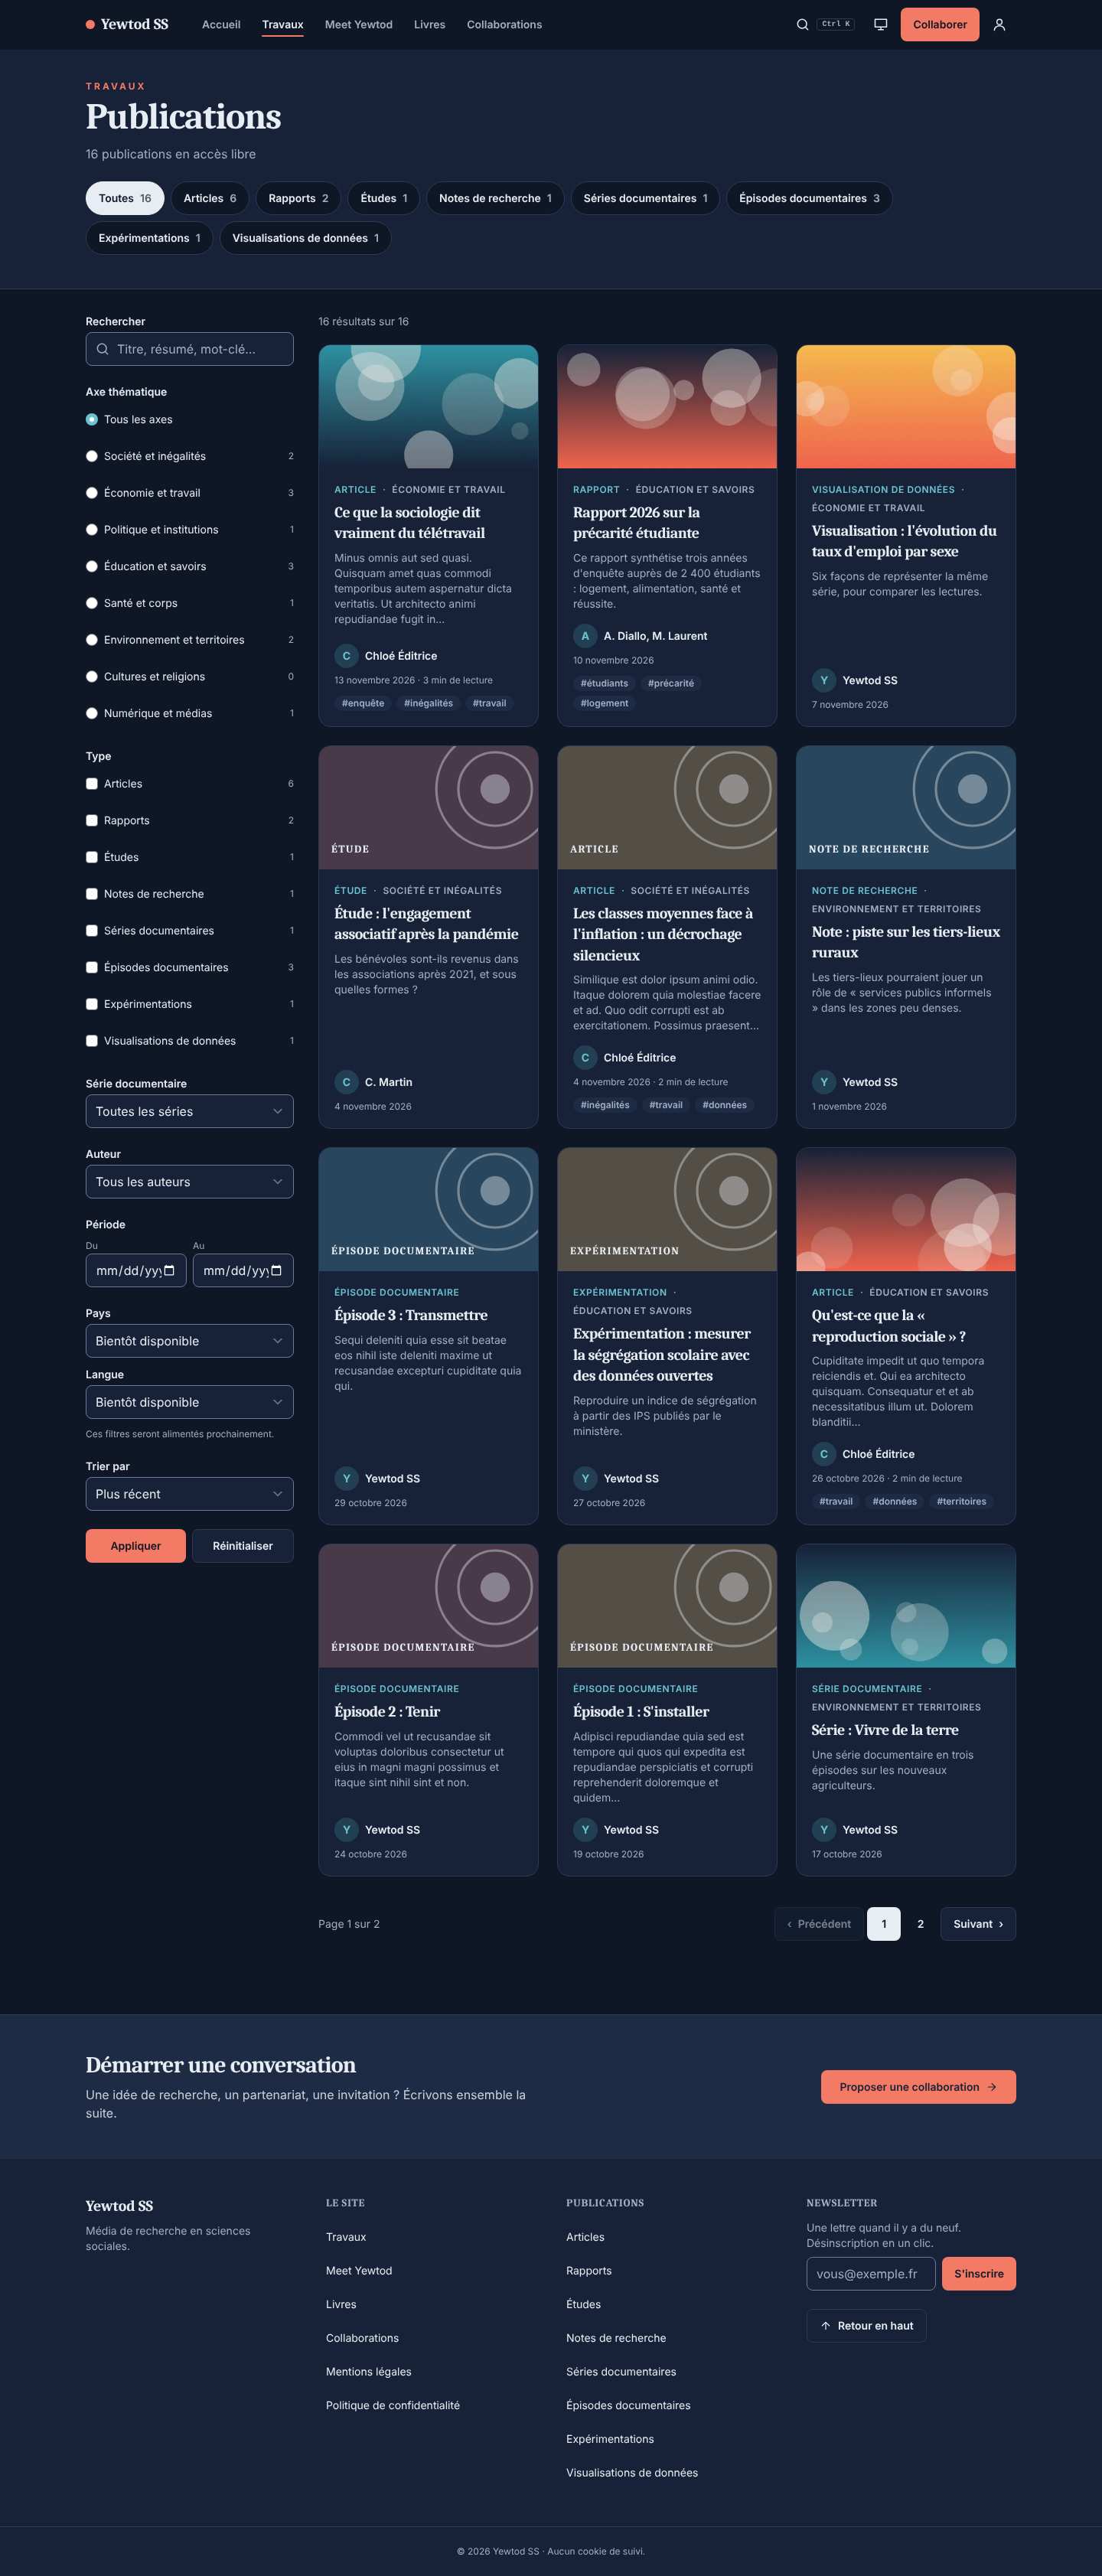 Yewtod SS
Accueil
Travaux
Meet Yewtod
Livres
Collaborations
Ctrl K
Collaborer
TRAVAUX
Publications
16 publications en accès libre
Toutes 16
Articles 6
Rapports 2
Études 1
Notes de recherche 1
Séries documentaires 1
Épisodes documentaires 3
Expérimentations 1
Visualisations de données 1
Rechercher
Titre, résumé, mot-clé...
Axe thématique
Tous les axes
Société et inégalités 2
Économie et travail 3
Politique et institutions 1
Éducation et savoirs 3
Santé et corps 1
Environnement et territoires 2
Cultures et religions 0
Numérique et médias 1
Type
Articles 6
Rapports 2
Études 1
Notes de recherche 1
Séries documentaires 1
Épisodes documentaires 3
Expérimentations 1
Visualisations de données 1
Série documentaire
Toutes les séries
Auteur
Tous les auteurs
Période
Du
Au
mm/dd/yyy
mm/dd/yyy
Pays
Bientôt disponible
Langue
Bientôt disponible
Ces filtres seront alimentés prochainement.
Trier par
Plus récent
Appliquer
Réinitialiser
16 résultats sur 16
ARTICLE · ÉCONOMIE ET TRAVAIL
Ce que la sociologie dit
vraiment du télétravail
Minus omnis aut sed quasi.
Quisquam amet quas commodi
temporibus autem aspernatur dicta
veritatis. Ut architecto animi
repudiandae fugit in...
C
Chloé Éditrice
13 novembre 2026 · 3 min de lecture
#enquête #inégalités #travail
RAPPORT · ÉDUCATION ET SAVOIRS
Rapport 2026 sur la
précarité étudiante
Ce rapport synthétise trois années
d'enquête auprès de 2 400 étudiants
: logement, alimentation, santé et
réussite.
A
A. Diallo, M. Laurent
10 novembre 2026
#étudiants #précarité
#logement
VISUALISATION DE DONNÉES ·
ÉCONOMIE ET TRAVAIL
Visualisation : l'évolution du
taux d'emploi par sexe
Six façons de représenter la même
série, pour comparer les lectures.
Y
Yewtod SS
7 novembre 2026
ÉTUDE
ÉTUDE · SOCIÉTÉ ET INÉGALITÉS
Étude : l'engagement
associatif après la pandémie
Les bénévoles sont-ils revenus dans
les associations après 2021, et sous
quelles formes ?
C
C. Martin
4 novembre 2026
ARTICLE
ARTICLE · SOCIÉTÉ ET INÉGALITÉS
Les classes moyennes face à
l'inflation : un décrochage
silencieux
Similique est dolor ipsum animi odio.
Itaque dolorem quia molestiae facere
et ad. Quo odit corrupti est ab
exercitationem. Possimus praesent...
C
Chloé Éditrice
4 novembre 2026 · 2 min de lecture
#inégalités #travail #données
NOTE DE RECHERCHE
NOTE DE RECHERCHE ·
ENVIRONNEMENT ET TERRITOIRES
Note : piste sur les tiers-lieux
ruraux
Les tiers-lieux pourraient jouer un
rôle de « services publics informels
» dans les zones peu denses.
Y
Yewtod SS
1 novembre 2026
ÉPISODE DOCUMENTAIRE
ÉPISODE DOCUMENTAIRE
Épisode 3 : Transmettre
Sequi deleniti quia esse sit beatae
eos nihil iste deleniti maxime ut
recusandae excepturi cupiditate quia
qui.
Y
Yewtod SS
29 octobre 2026
EXPÉRIMENTATION
EXPÉRIMENTATION ·
ÉDUCATION ET SAVOIRS
Expérimentation : mesurer
la ségrégation scolaire avec
des données ouvertes
Reproduire un indice de ségrégation
à partir des IPS publiés par le
ministère.
Y
Yewtod SS
27 octobre 2026
ARTICLE · ÉDUCATION ET SAVOIRS
Qu'est-ce que la «
reproduction sociale » ?
Cupiditate impedit ut quo tempora
reiciendis et. Qui ea architecto
quisquam. Consequatur et et ab
necessitatibus illum ut. Dolorem
blanditii...
C
Chloé Éditrice
26 octobre 2026 · 2 min de lecture
#travail #données #territoires
ÉPISODE DOCUMENTAIRE
ÉPISODE DOCUMENTAIRE
Épisode 2 : Tenir
Commodi vel ut recusandae sit
voluptas doloribus consectetur ut
eius in magni magni possimus et
itaque sint nihil sint et non.
Y
Yewtod SS
24 octobre 2026
ÉPISODE DOCUMENTAIRE
ÉPISODE DOCUMENTAIRE
Épisode 1 : S'installer
Adipisci repudiandae quia sed est
tempore qui quos qui expedita est
repudiandae perspiciatis et corrupti
reprehenderit doloremque et
quidem...
Y
Yewtod SS
19 octobre 2026
SÉRIE DOCUMENTAIRE ·
ENVIRONNEMENT ET TERRITOIRES
Série : Vivre de la terre
Une série documentaire en trois
épisodes sur les nouveaux
agriculteurs.
Y
Yewtod SS
17 octobre 2026
Page 1 sur 2
‹ Précédent
1
2
Suivant ›
Démarrer une conversation
Une idée de recherche, un partenariat, une invitation ? Écrivons ensemble la
suite.
Proposer une collaboration →
Yewtod SS
Média de recherche en sciences
sociales.
LE SITE
Travaux
Meet Yewtod
Livres
Collaborations
Mentions légales
Politique de confidentialité
PUBLICATIONS
Articles
Rapports
Études
Notes de recherche
Séries documentaires
Épisodes documentaires
Expérimentations
Visualisations de données
NEWSLETTER
Une lettre quand il y a du neuf.
Désinscription en un clic.
vous@exemple.fr
S'inscrire
↑ Retour en haut
© 2026 Yewtod SS · Aucun cookie de suivi.